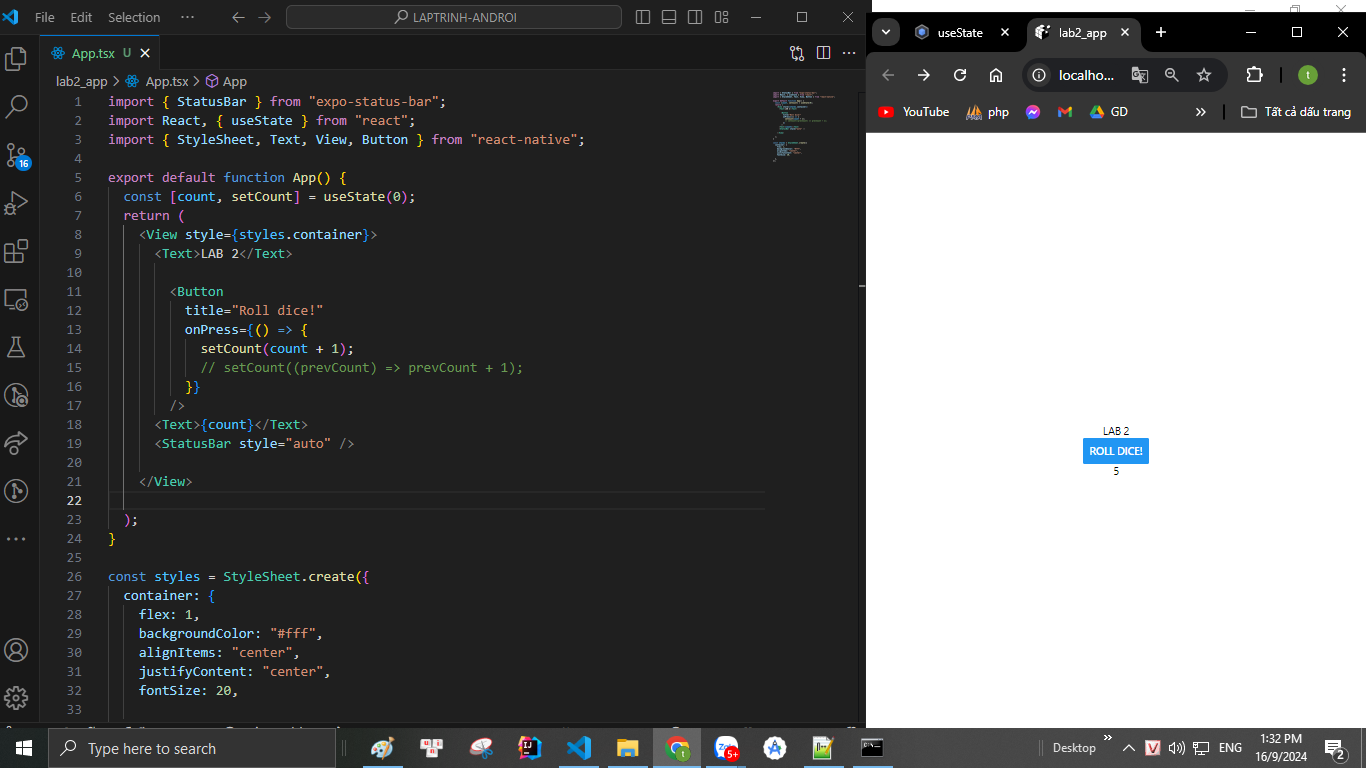 File Edit Selection ··· LAPTRINH-ANDROI
App.tsx U
lab2_app > App.tsx > App
1 import { StatusBar } from "expo-status-bar";
2 import React, { useState } from "react";
3 import { StyleSheet, Text, View, Button } from "react-native";
4
5 export default function App() {
6 const [count, setCount] = useState(0);
7 return (
8 <View style={styles.container}>
9 <Text>LAB 2</Text>
10
11 <Button
12 title="Roll dice!"
13 onPress={() => {
14 setCount(count + 1);
15 // setCount((prevCount) => prevCount + 1);
16 }}
17 />
18 <Text>{count}</Text>
19 <StatusBar style="auto" />
20
21 </View>
22
23 );
24 }
25
26 const styles = StyleSheet.create({
27 container: {
28 flex: 1,
29 backgroundColor: "#fff",
30 alignItems: "center",
31 justifyContent: "center",
32 fontSize: 20,
33
16
useState lab2_app
localho... t
YouTube php GD » Tất cả dấu trang
LAB 2
ROLL DICE!
5
Type here to search
5+
Desktop » ENG
1:32 PM
16/9/2024
2